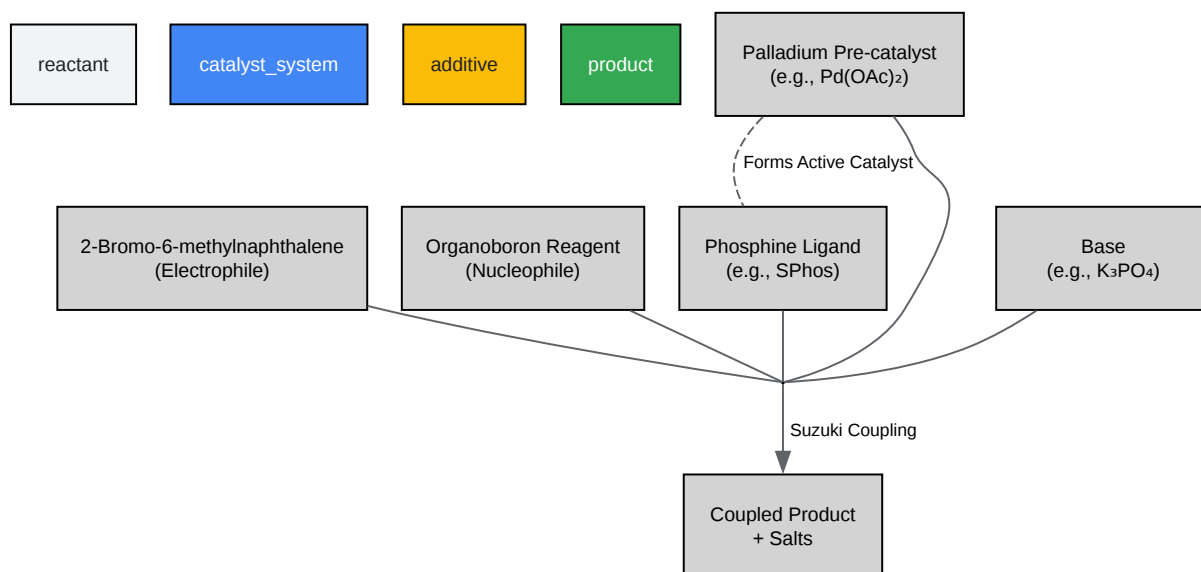 reactant
catalyst_system
additive
product
Palladium Pre-catalyst
(e.g., Pd(OAc)₂)
Forms Active Catalyst
2-Bromo-6-methylnaphthalene
(Electrophile)
Organoboron Reagent
(Nucleophile)
Phosphine Ligand
(e.g., SPhos)
Base
(e.g., K₃PO₄)
Suzuki Coupling
Coupled Product
+ Salts